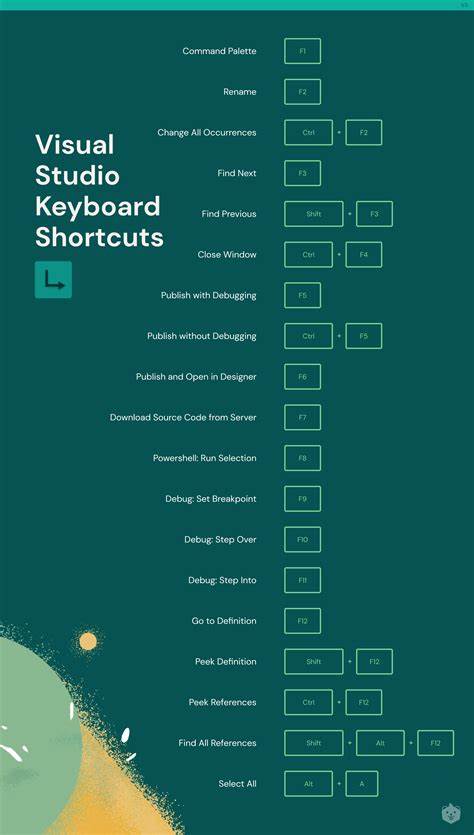 Visual
Studio
Keyboard
Shortcuts
Command Palette F1
Rename F2
Change All Occurrences Ctrl + F2
Find Next F3
Find Previous Shift + F3
Close Window Ctrl + F4
Publish with Debugging F5
Publish without Debugging Ctrl + F5
Publish and Open in Designer F6
Download Source Code from Server F7
Powershell: Run Selection F8
Debug: Set Breakpoint F9
Debug: Step Over F10
Debug: Step Into F11
Go to Definition F12
Peek Definition Shift + F12
Peek References Ctrl + F12
Find All References Shift + Alt + F12
Select All Alt + A